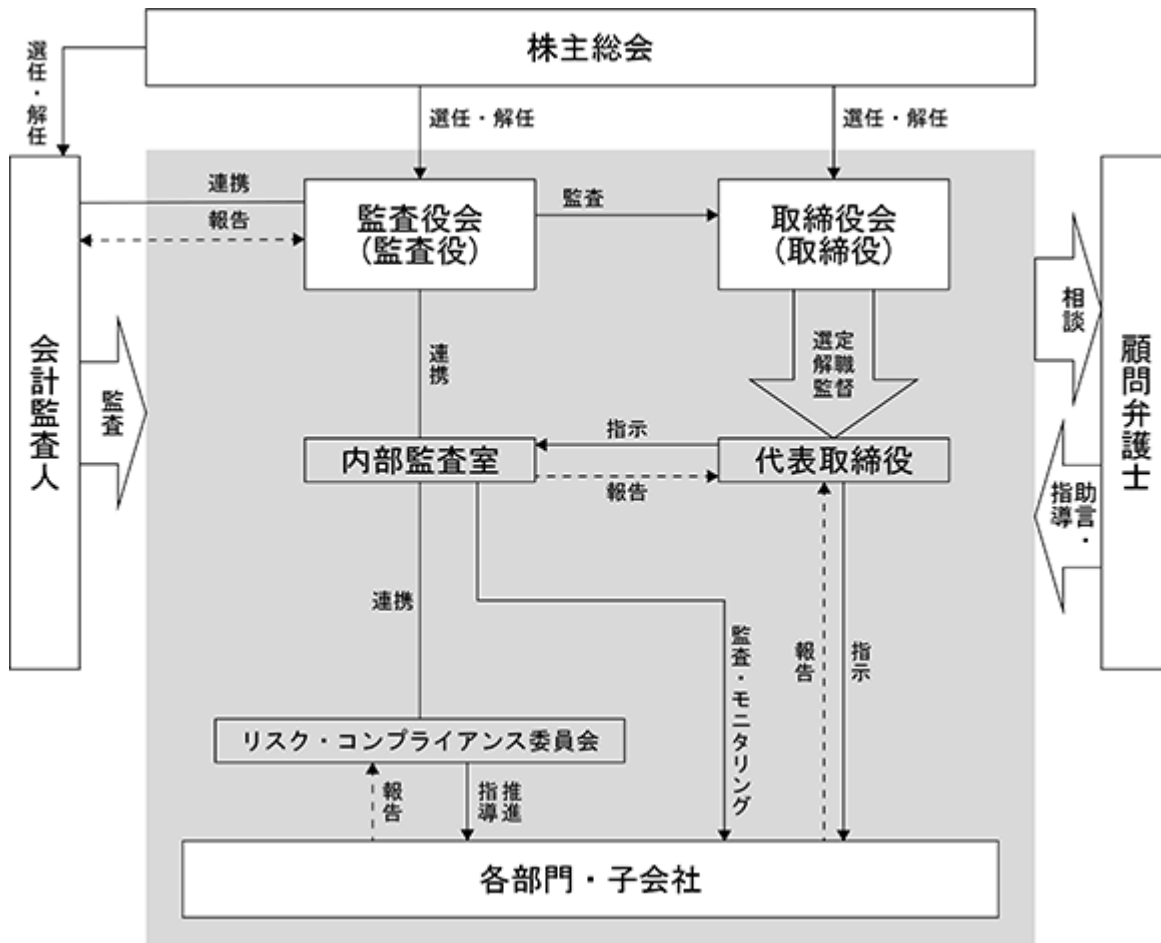 株主総会
選任・解任
選任・解任
選任・解任
連携
報告
監査役会
(監査役)
監査
取締役会
(取締役)
相談
会計監査人
監査
連携
選定
解職
監督
顧問弁護士
助言・
指導
内部監査室
指示
報告
代表取締役
連携
監査・モニタリング
報告
指示
リスク・コンプライアンス委員会
報告
推進
指導
各部門・子会社